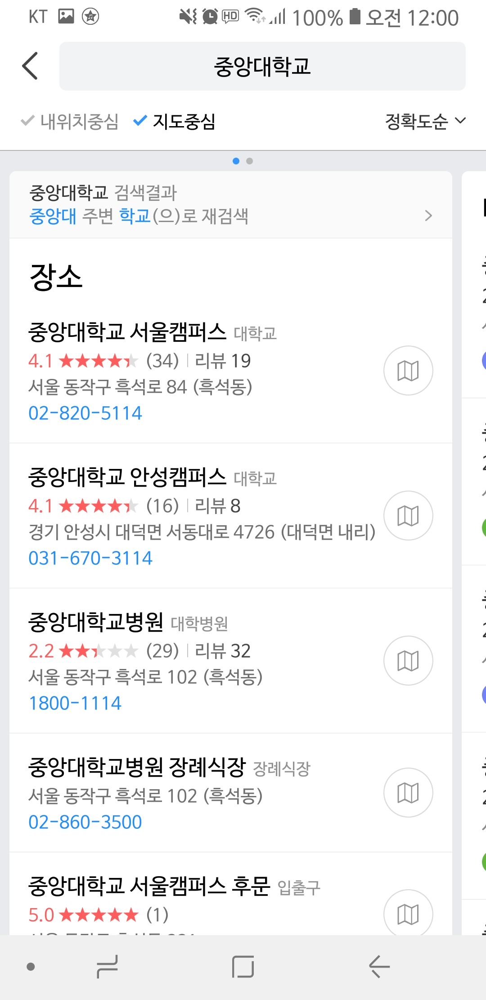 KT HD 100% 오전 12:00
중앙대학교
내위치중심 지도중심 정확도순
중앙대학교 검색결과
중앙대 주변 학교(으)로 재검색
장소
중앙대학교 서울캠퍼스 대학교
4.1 (34) 리뷰 19
서울 동작구 흑석로 84 (흑석동)
02-820-5114
중앙대학교 안성캠퍼스 대학교
4.1 (16) 리뷰 8
경기 안성시 대덕면 서동대로 4726 (대덕면 내리)
031-670-3114
중앙대학교병원 대학병원
2.2 (29) 리뷰 32
서울 동작구 흑석로 102 (흑석동)
1800-1114
중앙대학교병원 장례식장 장례식장
서울 동작구 흑석로 102 (흑석동)
02-860-3500
중앙대학교 서울캠퍼스 후문 입출구
5.0 (1)